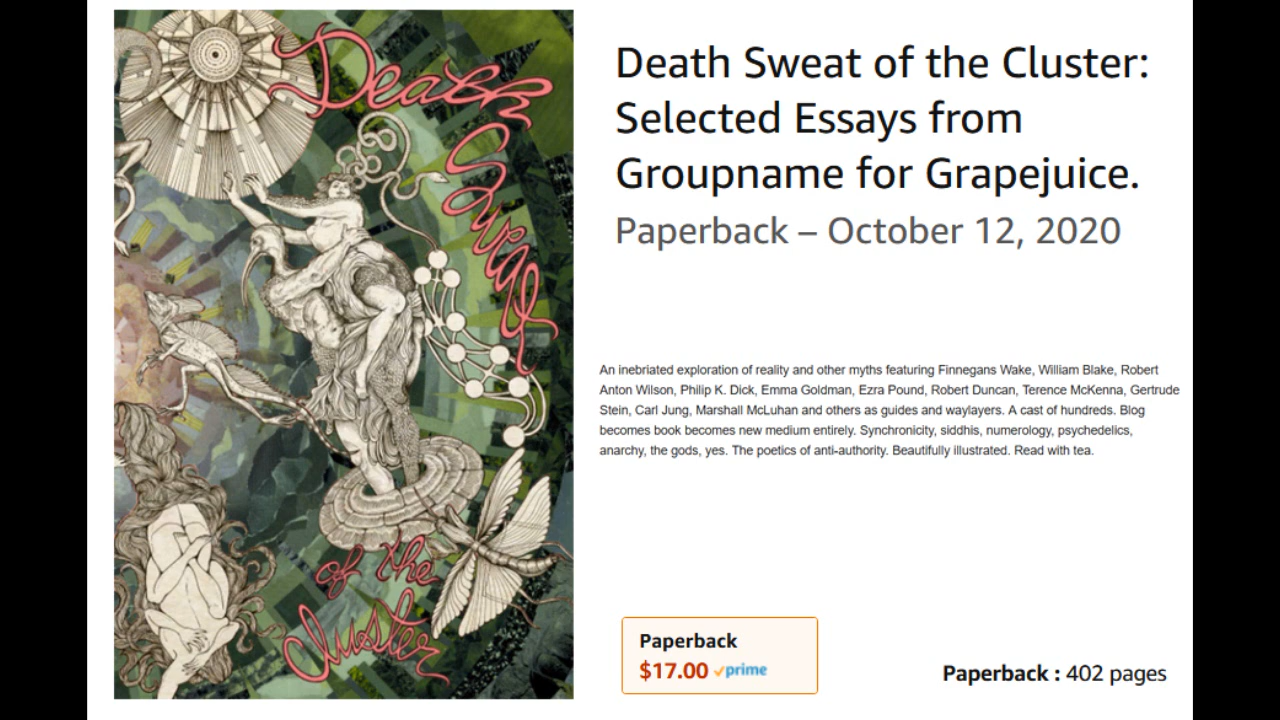 Death
Sweat
of the
Cluster
Death Sweat of the Cluster:
Selected Essays from
Groupname for Grapejuice.
Paperback – October 12, 2020
An inebriated exploration of reality and other myths featuring Finnegans Wake, William Blake, Robert
Anton Wilson, Philip K. Dick, Emma Goldman, Ezra Pound, Robert Duncan, Terence McKenna, Gertrude
Stein, Carl Jung, Marshall McLuhan and others as guides and waylayers. A cast of hundreds. Blog
becomes book becomes new medium entirely. Synchronicity, siddhis, numerology, psychedelics,
anarchy, the gods, yes. The poetics of anti-authority. Beautifully illustrated. Read with tea.
Paperback
$17.00 prime
Paperback : 402 pages